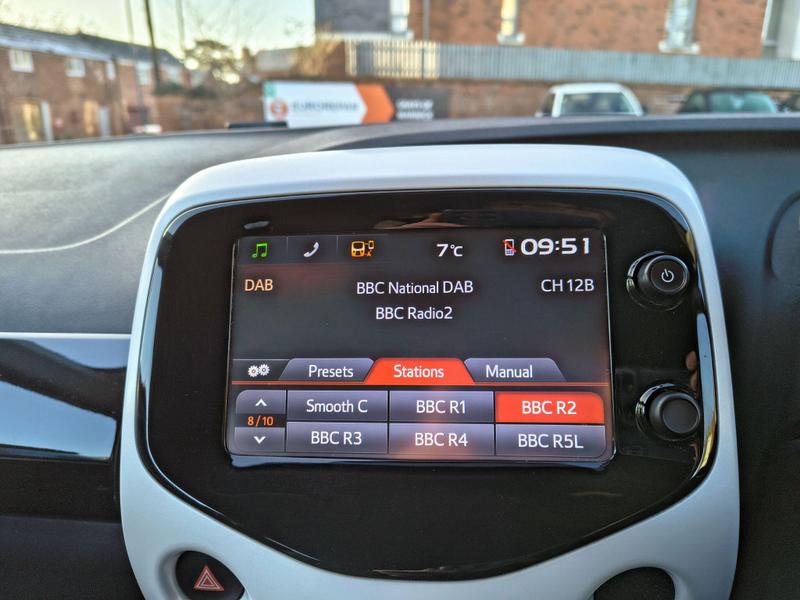 EUROREPAR
7°C 09:51
DAB BBC National DAB CH 12B
BBC Radio2
Presets Stations Manual
Smooth C BBC R1 BBC R2
8/10
BBC R3 BBC R4 BBC R5L